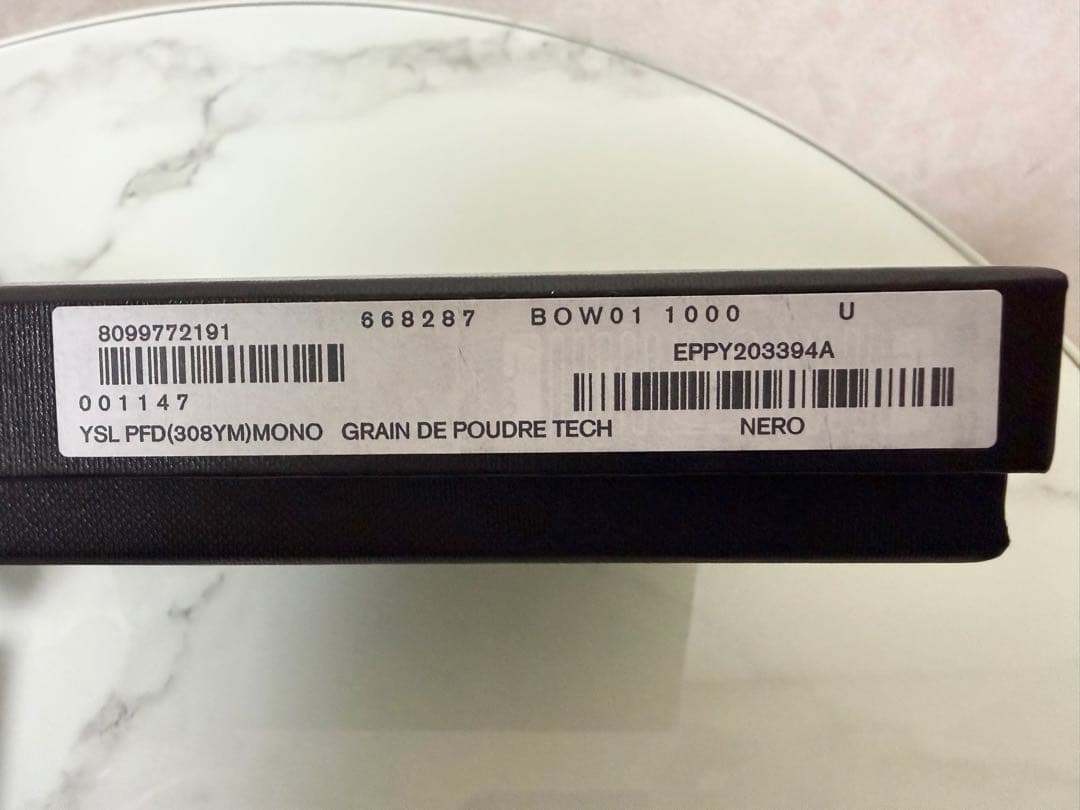 668287 BOW01 1000 U
8099772191
EPPY203394A
001147
YSL PFD(308YM)MONO GRAIN DE POUDRE TECH NERO